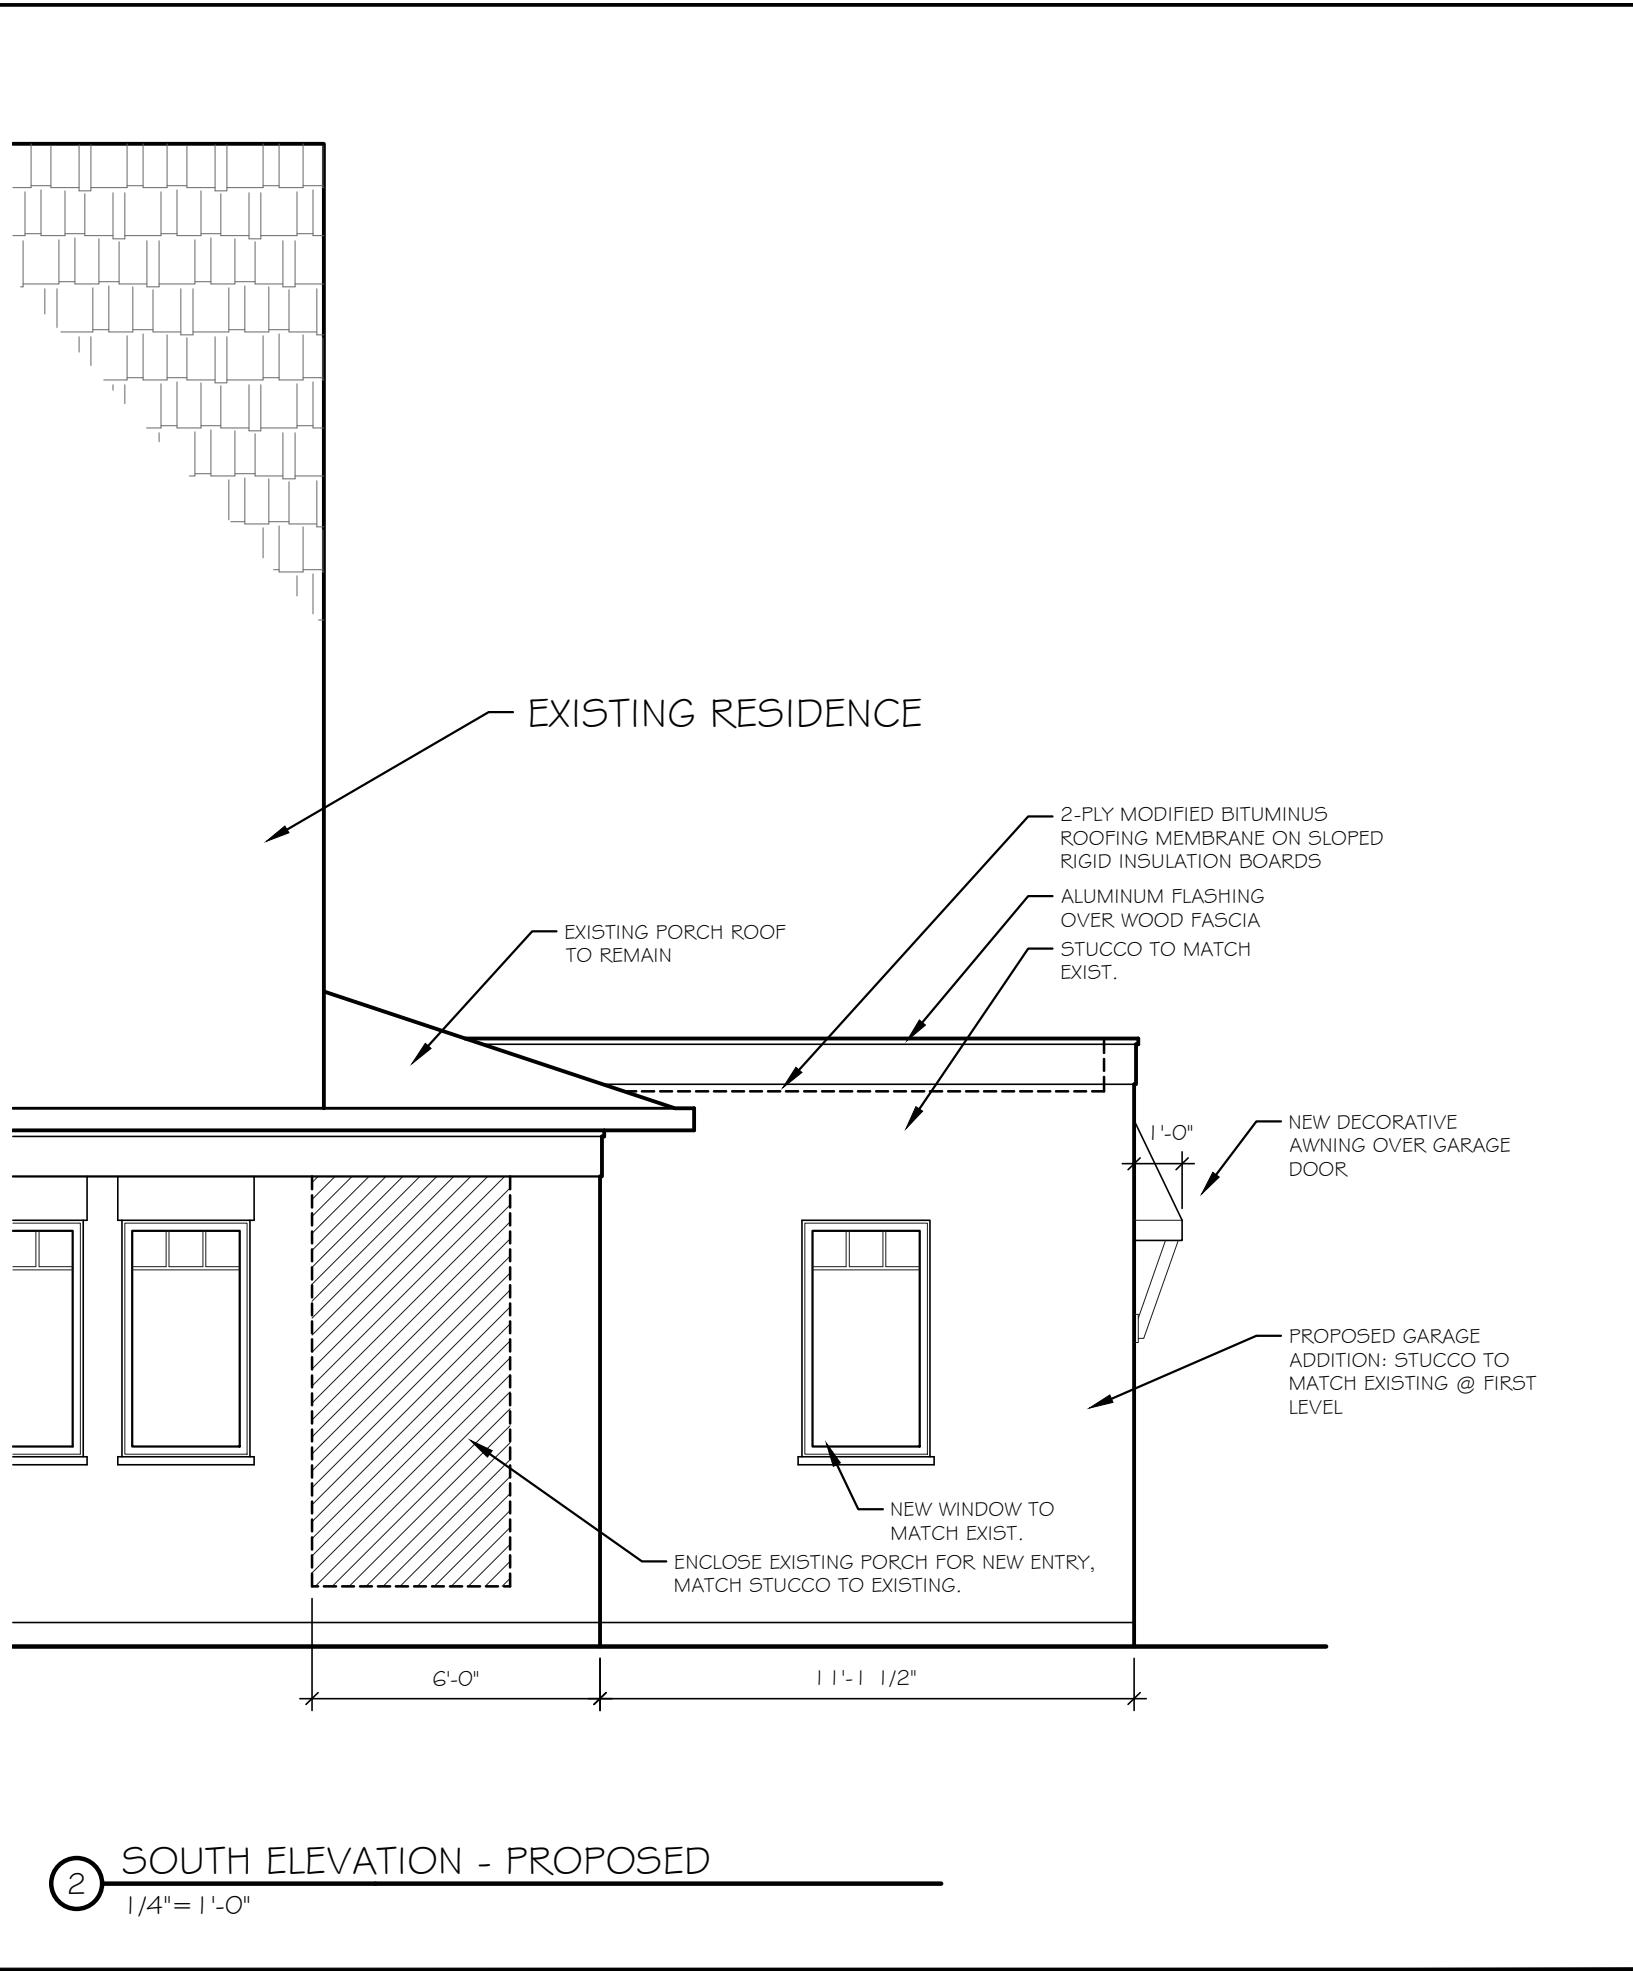 EXISTING RESIDENCE
2-PLY MODIFIED BITUMINUS
ROOFING MEMBRANE ON SLOPED
RIGID INSULATION BOARDS
ALUMINUM FLASHING
OVER WOOD FASCIA
EXISTING PORCH ROOF
TO REMAIN
STUCCO TO MATCH
EXIST.
1'-0"
NEW DECORATIVE
AWNING OVER GARAGE
DOOR
PROPOSED GARAGE
ADDITION: STUCCO TO
MATCH EXISTING @ FIRST
LEVEL
NEW WINDOW TO
MATCH EXIST.
ENCLOSE EXISTING PORCH FOR NEW ENTRY,
MATCH STUCCO TO EXISTING.
6'-0"
11'-1 1/2"
2
SOUTH ELEVATION - PROPOSED
1/4"=1'-0"